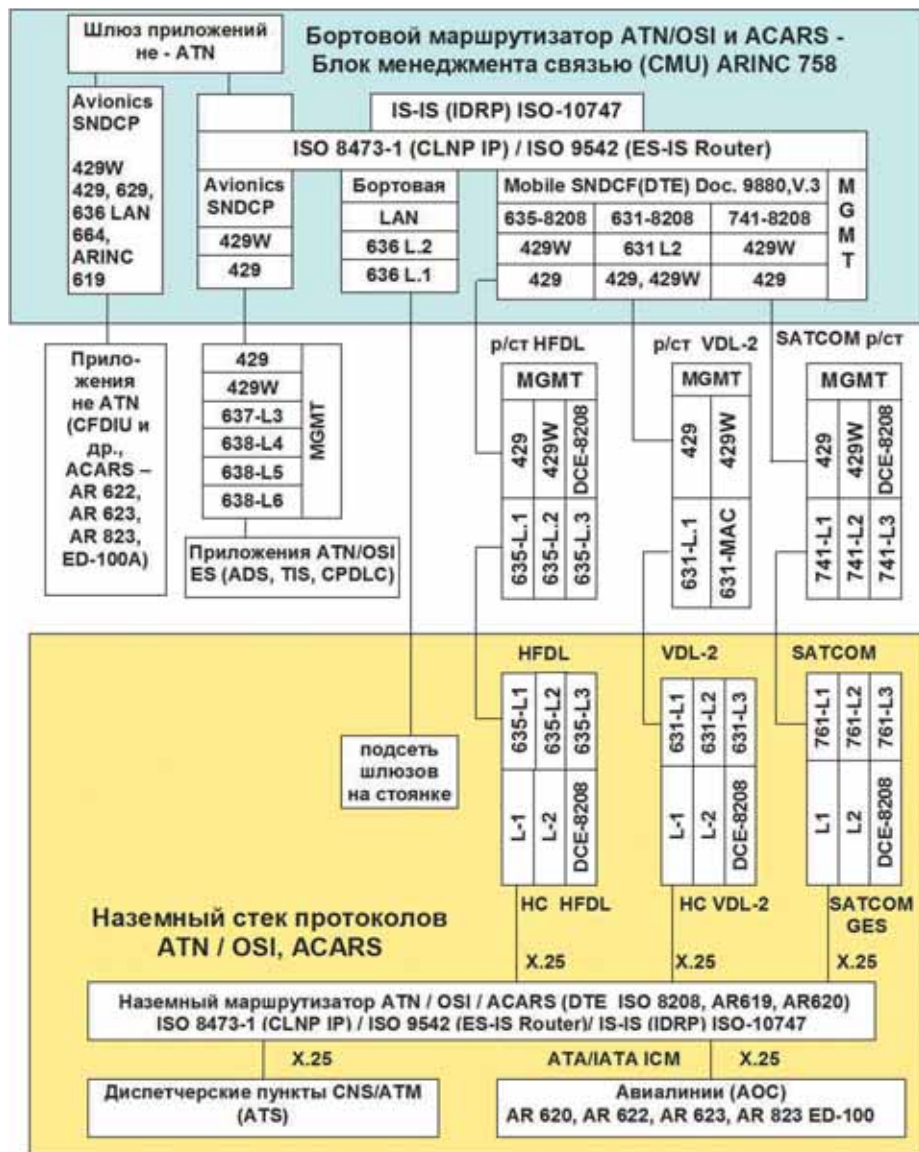 Шлюз приложений
не - ATN
Бортовой маршрутизатор ATN/OSI и ACARS -
Блок менеджмента связью (CMU) ARINC 758
Avionics
SNDCP
429W
429, 629,
636 LAN
664,
ARINC
619
IS-IS (IDRP) ISO-10747
ISO 8473-1 (CLNP IP) / ISO 9542 (ES-IS Router)
Avionics
SNDCP
429W
429
Бортовая
LAN
636 L.2
636 L.1
Mobile SNDCF(DTE) Doc. 9880,V.3
635-8208
631-8208
741-8208
429W
631 L2
429W
429
429, 429W
429
M
G
M
T
Прило-
жения
не ATN
(CFDIU и
др.,
ACARS –
AR 622,
AR 623,
AR 823,
ED-100A)
429
429W
637-L3
638-L4
638-L5
638-L6
MGMT
Приложения ATN/OSI
ES (ADS, TIS, CPDLC)
р/ст HFDL
MGMT
429
429W
DCE-8208
635-L.1
635-L.2
635-L.3
р/ст VDL-2
MGMT
429
429W
631-L.1
631-MAC
SATCOM р/ст
MGMT
429
429W
DCE-8208
741-L1
741-L2
741-L3
подсеть
шлюзов
на стоянке
HFDL
635-L1
635-L2
635-L3
L-1
L-2
DCE-8208
НС HFDL
VDL-2
631-L1
631-L2
631-L3
L-1
L-2
DCE-8208
НС VDL-2
SATCOM
761-L1
761-L2
761-L3
L1
L2
DCE-8208
SATCOM
GES
Наземный стек протоколов
ATN / OSI, ACARS
X.25
X.25
X.25
Наземный маршрутизатор ATN / OSI / ACARS (DTE ISO 8208, AR619, AR620)
ISO 8473-1 (CLNP IP) / ISO 9542 (ES-IS Router)/ IS-IS (IDRP) ISO-10747
X.25
ATA/IATA ICM
X.25
Диспетчерские пункты CNS/ATM
(ATS)
Авиалинии (AOC)
AR 620, AR 622, AR 623, AR 823 ED-100